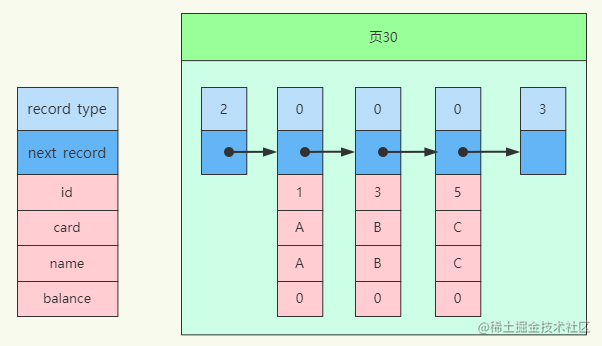 页30
record type 2 0 0 0 3
next record
id 1 3 5
card A B C
name A B C
balance 0 0 0
@稀土掘金技术社区